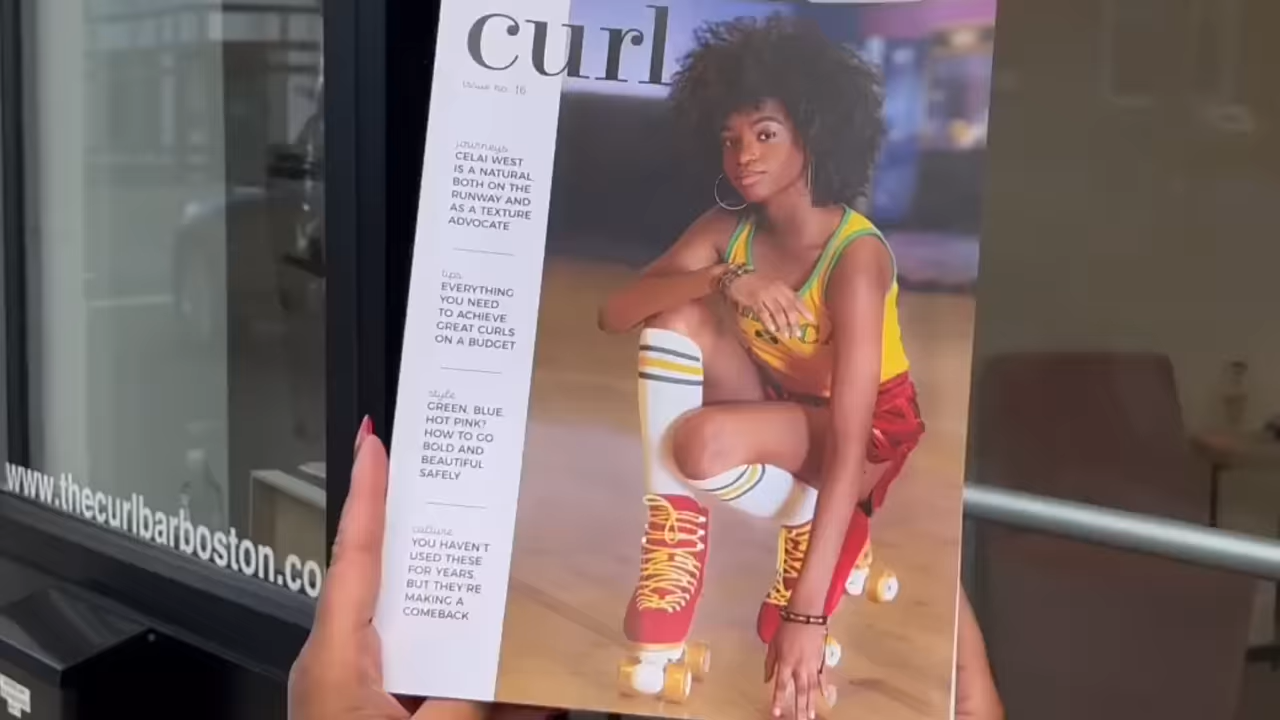 curl
issue no. 16
journeys
CELAI WEST
IS A NATURAL
BOTH ON THE
RUNWAY AND
AS A TEXTURE
ADVOCATE
tips
EVERYTHING
YOU NEED
TO ACHIEVE
GREAT CURLS
ON A BUDGET
style
GREEN, BLUE,
HOT PINK?
HOW TO GO
BOLD AND
BEAUTIFUL
SAFELY
culture
YOU HAVEN'T
USED THESE
FOR YEARS,
BUT THEY'RE
MAKING A
COMEBACK
www.thecurlbarboston.co